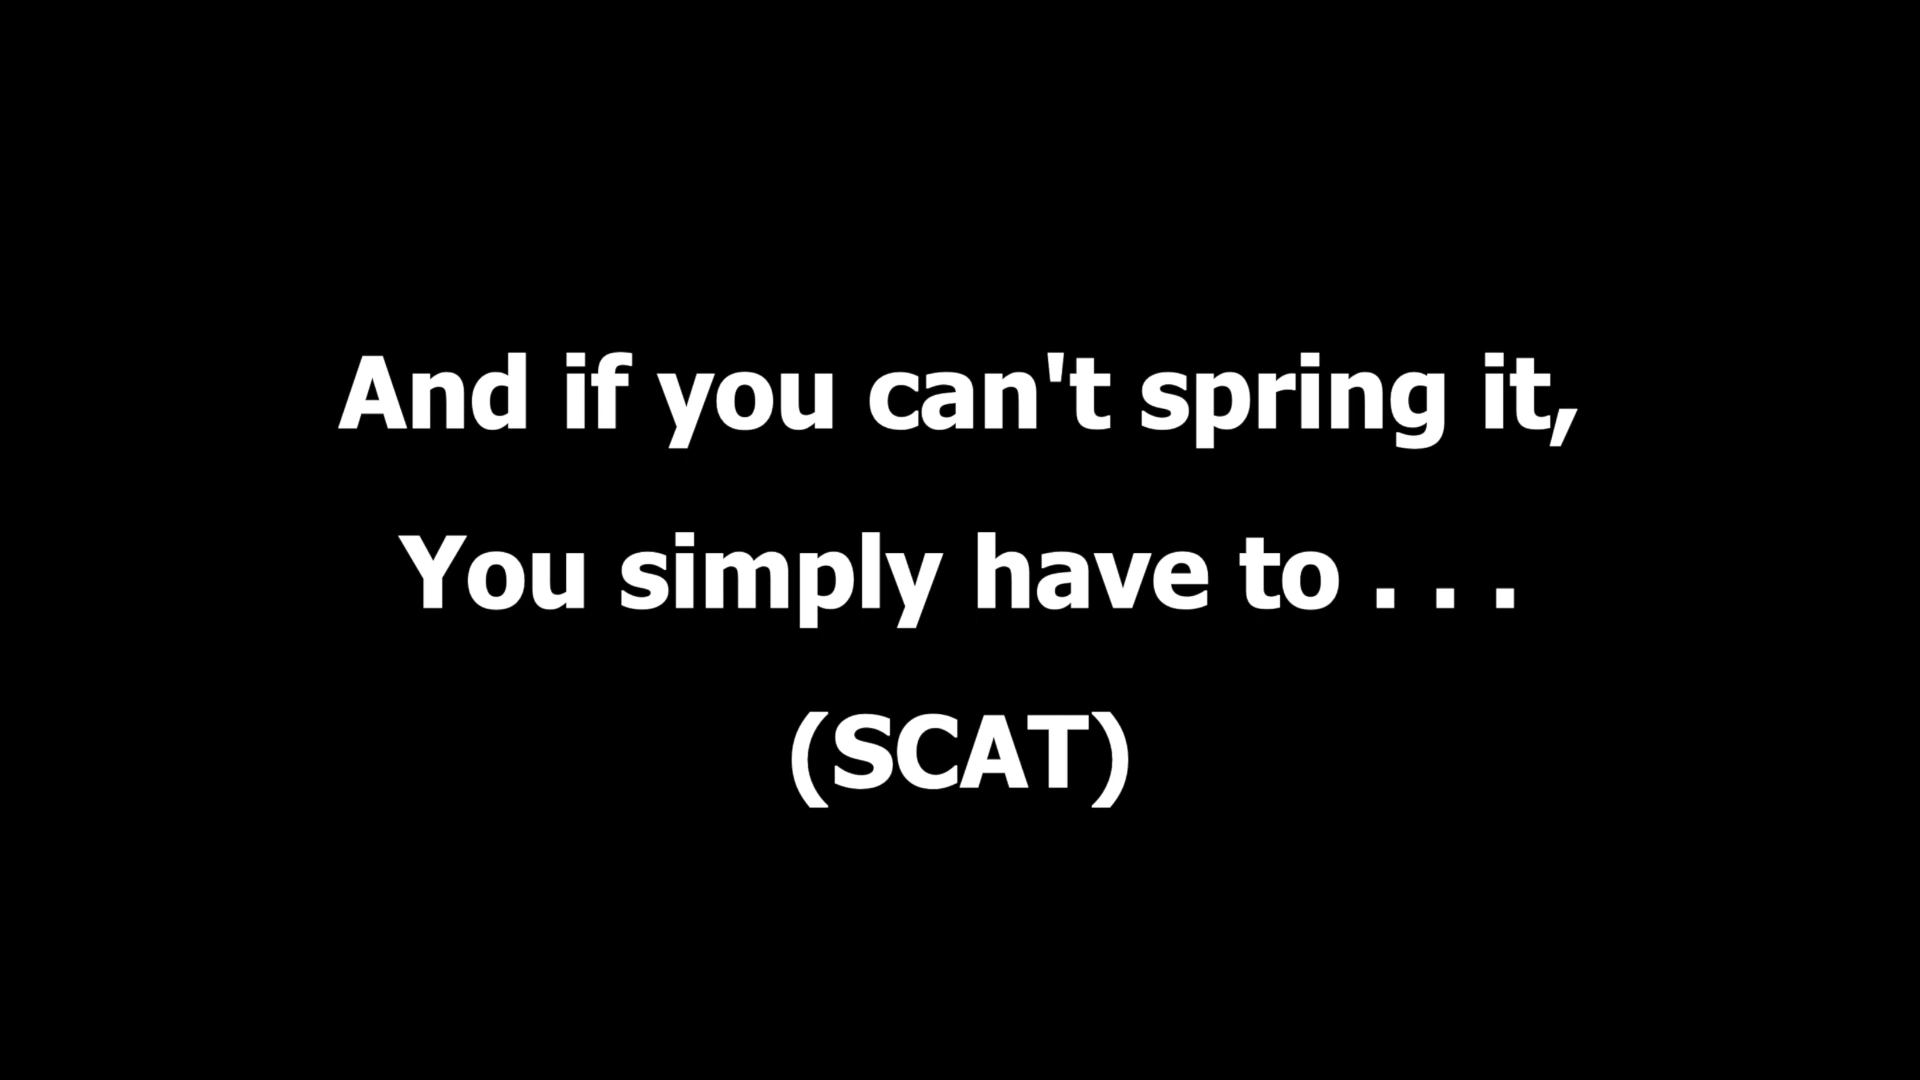 And if you can't spring it,
You simply have to . . .
(SCAT)